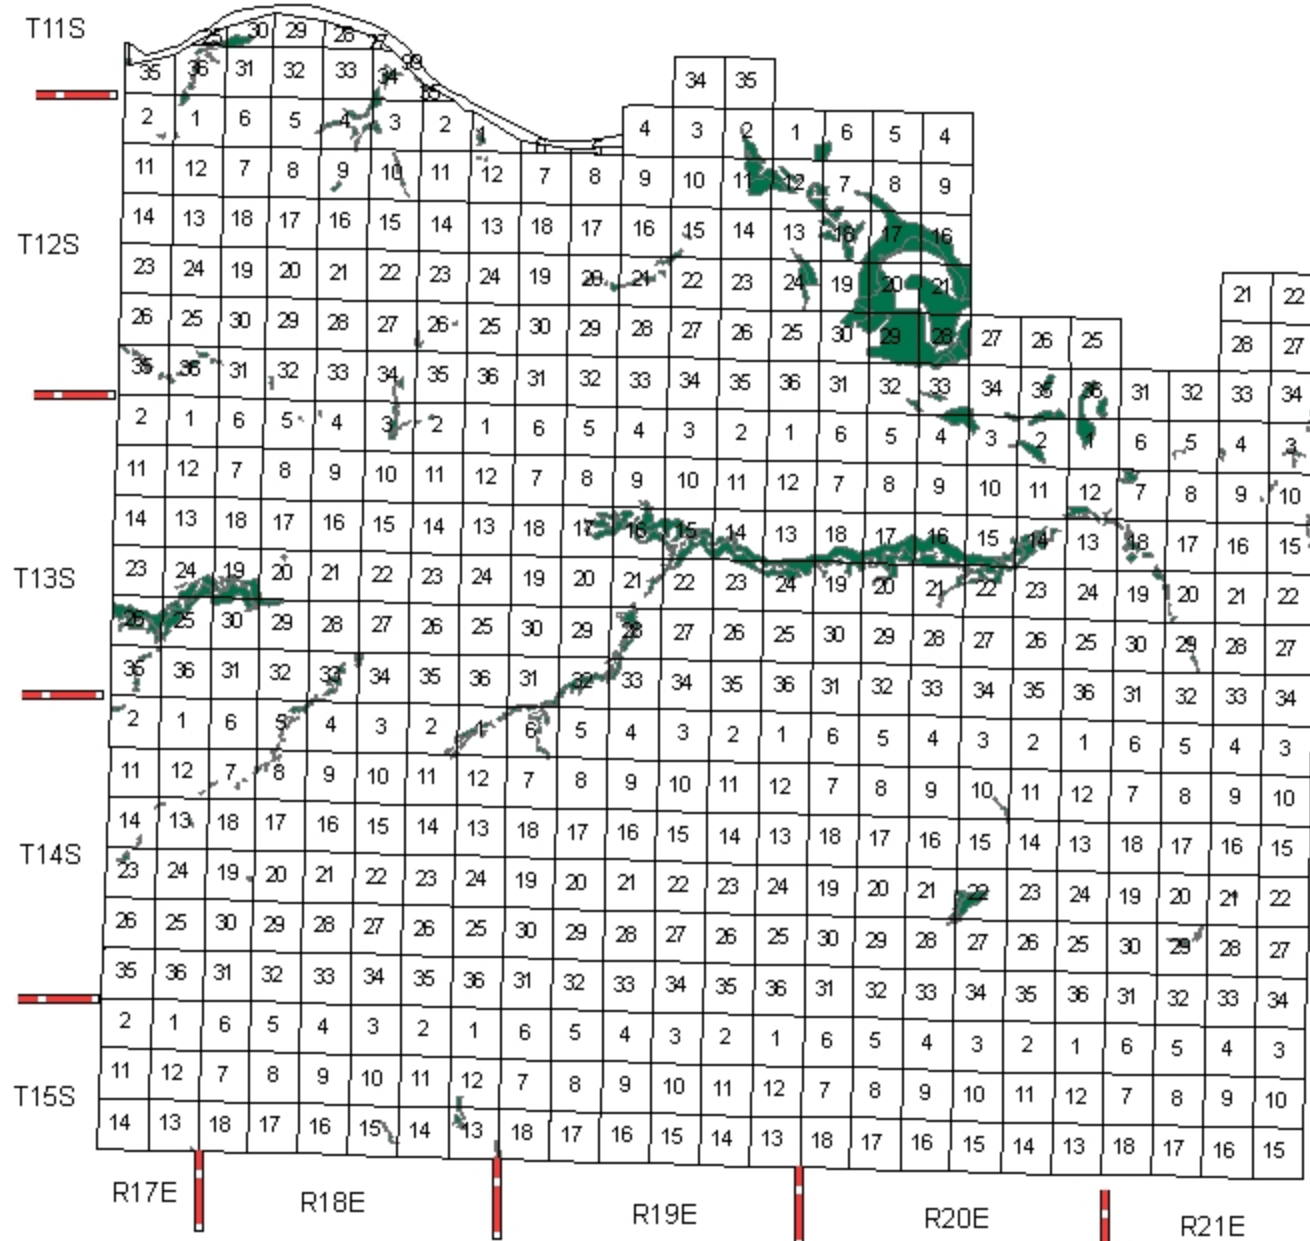 T11S
25 30 29 28 27
35 36 31 32 33 34 99 35 34 35
2 1 6 5 4 3 2 1 4 3 2 1 6 5 4
11 12 7 8 9 10 11 12 7 8 9 10 11 12 7 8 9
T12S
14 13 18 17 16 15 14 13 18 17 16 15 14 13 18 17 16
23 24 19 20 21 22 23 24 19 20 21 22 23 24 19 20 21 21 22
26 25 30 29 28 27 26 25 30 29 28 27 26 25 30 29 28 27 26 25 28 27
35 36 31 32 33 34 35 36 31 32 33 34 35 36 31 32 33 34 35 36 31 32 33 34
2 1 6 5 4 3 2 1 6 5 4 3 2 1 6 5 4 3 2 1 6 5 4 3
11 12 7 8 9 10 11 12 7 8 9 10 11 12 7 8 9 10 11 12 7 8 9 10
14 13 18 17 16 15 14 13 18 17 16 15 14 13 18 17 16 15 14 13 18 17 16 15
T13S
23 24 19 20 21 22 23 24 19 20 21 22 23 24 19 20 21 22 23 24 19 20 21 22
26 25 30 29 28 27 26 25 30 29 28 27 26 25 30 29 28 27 26 25 30 29 28 27
35 36 31 32 33 34 35 36 31 32 33 34 35 36 31 32 33 34 35 36 31 32 33 34
2 1 6 5 4 3 2 1 6 5 4 3 2 1 6 5 4 3 2 1 6 5 4 3
11 12 7 8 9 10 11 12 7 8 9 10 11 12 7 8 9 10 11 12 7 8 9 10
14 13 18 17 16 15 14 13 18 17 16 15 14 13 18 17 16 15 14 13 18 17 16 15
T14S
23 24 19 20 21 22 23 24 19 20 21 22 23 24 19 20 21 22 23 24 19 20 21 22
26 25 30 29 28 27 26 25 30 29 28 27 26 25 30 29 28 27 26 25 30 29 28 27
35 36 31 32 33 34 35 36 31 32 33 34 35 36 31 32 33 34 35 36 31 32 33 34
2 1 6 5 4 3 2 1 6 5 4 3 2 1 6 5 4 3 2 1 6 5 4 3
11 12 7 8 9 10 11 12 7 8 9 10 11 12 7 8 9 10 11 12 7 8 9 10
T15S
14 13 18 17 16 15 14 13 18 17 16 15 14 13 18 17 16 15 14 13 18 17 16 15
R17E R18E R19E R20E R21E